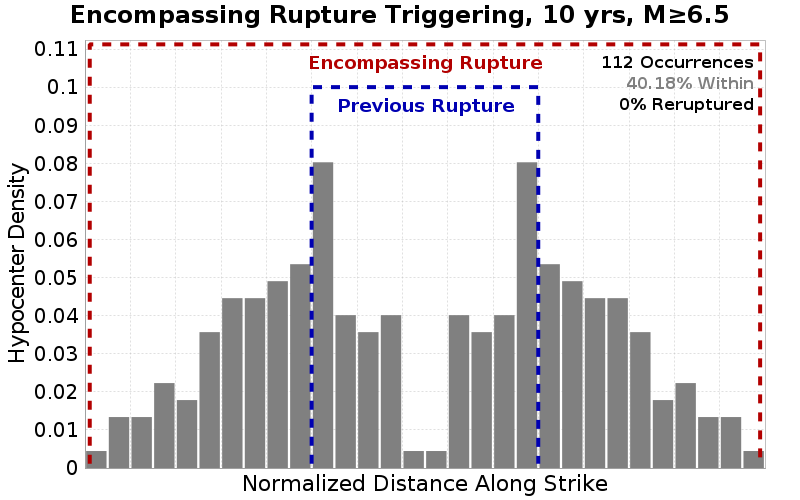 Encompassing Rupture Triggering, 10 yrs, M≥6.5
0.11
0.1
0.09
0.08
0.07
0.06
0.05
0.04
0.03
0.02
0.01
0
Hypocenter Density
Encompassing Rupture
Previous Rupture
112 Occurrences
40.18% Within
0% Reruptured
Normalized Distance Along Strike